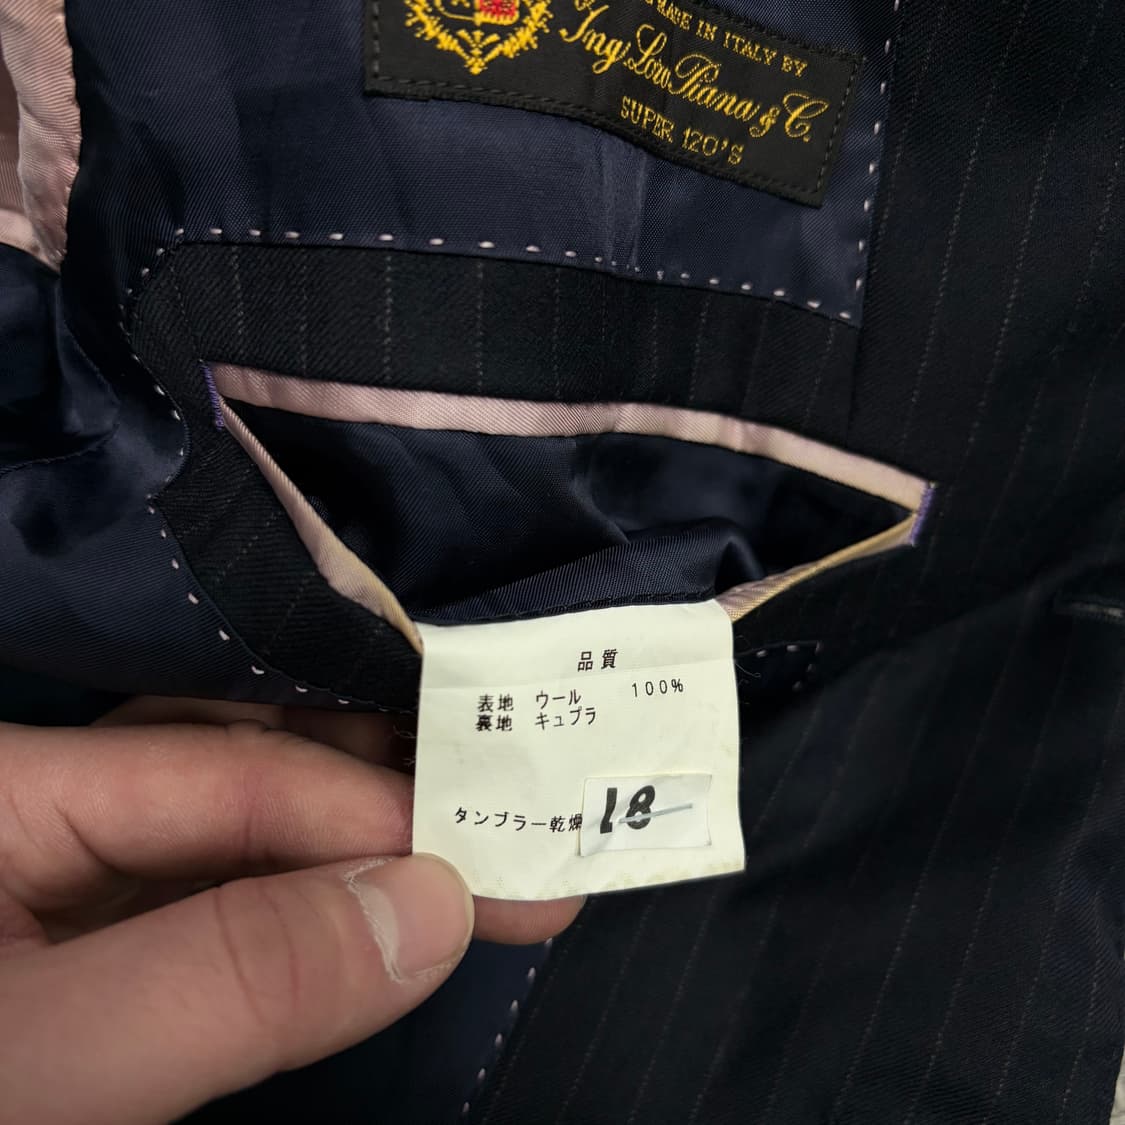 MADE IN ITALY BY
Ing. Loro Piana & C.
SUPER 120'S
品質
表地 ウール 100%
裏地 キュプラ
タンブラー乾燥
18